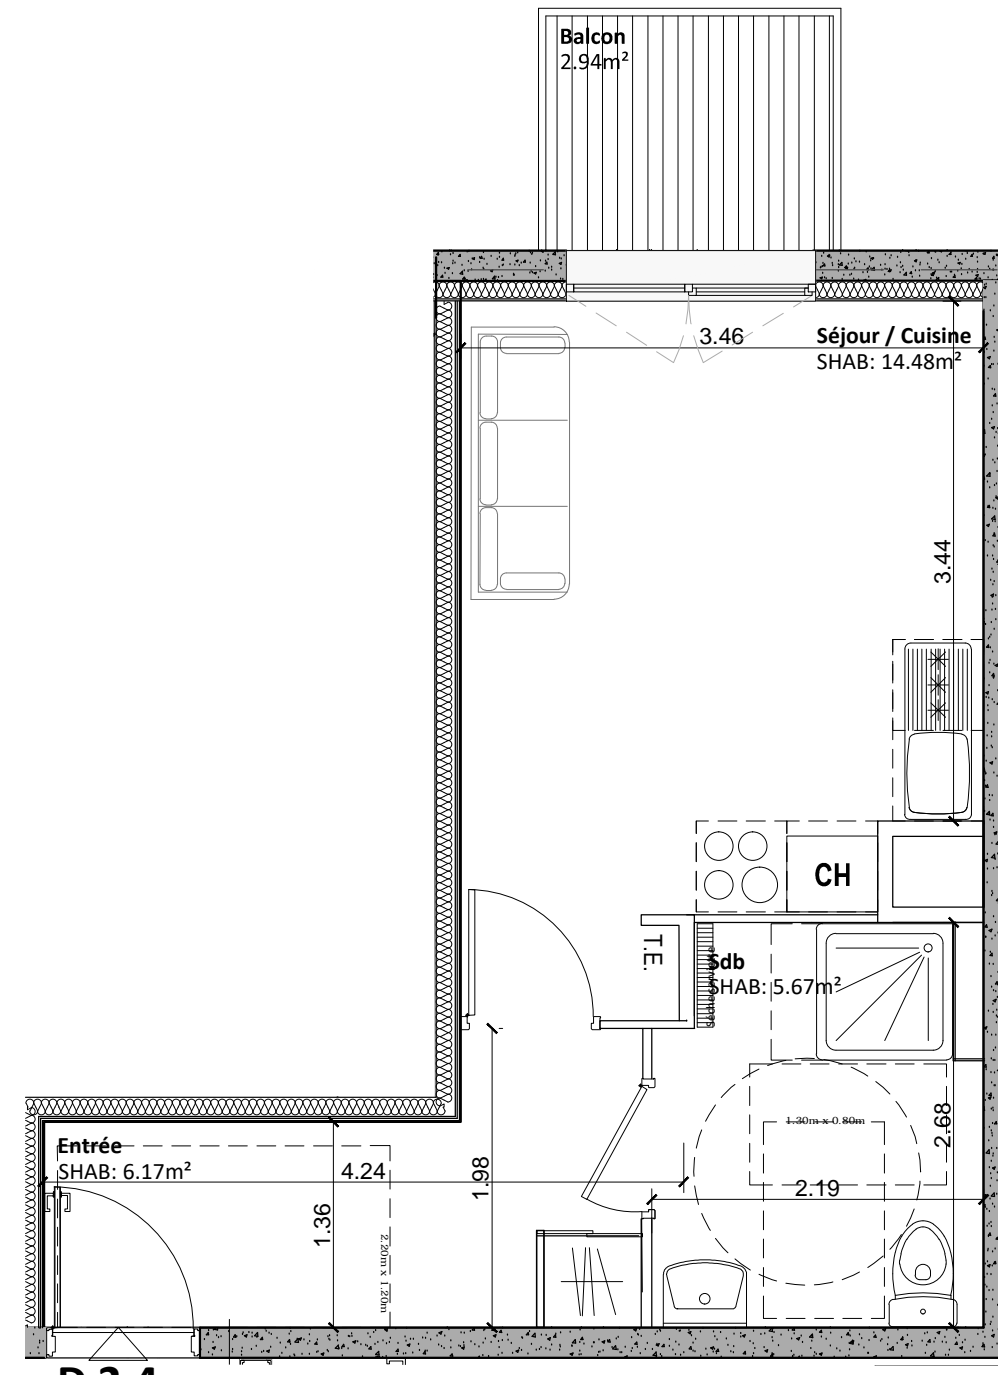 Balcon
2.94m²
3.46
Séjour / Cuisine
SHAB: 14.48m²
3.44
CH
T.E.
Sdb
SHAB: 5.67m²
1.30m x 0.80m
2.68
Entrée
SHAB: 6.17m²
4.24
1.98
2.19
1.36
2.20m x 1.20m